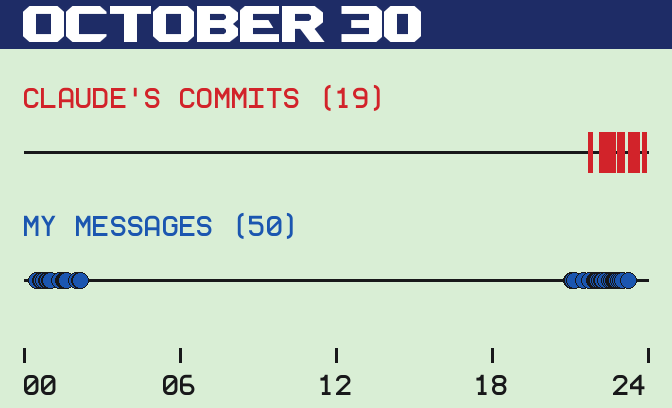 OCTOBER 30
CLAUDE'S COMMITS (19)
MY MESSAGES (50)
00 06 12 18 24